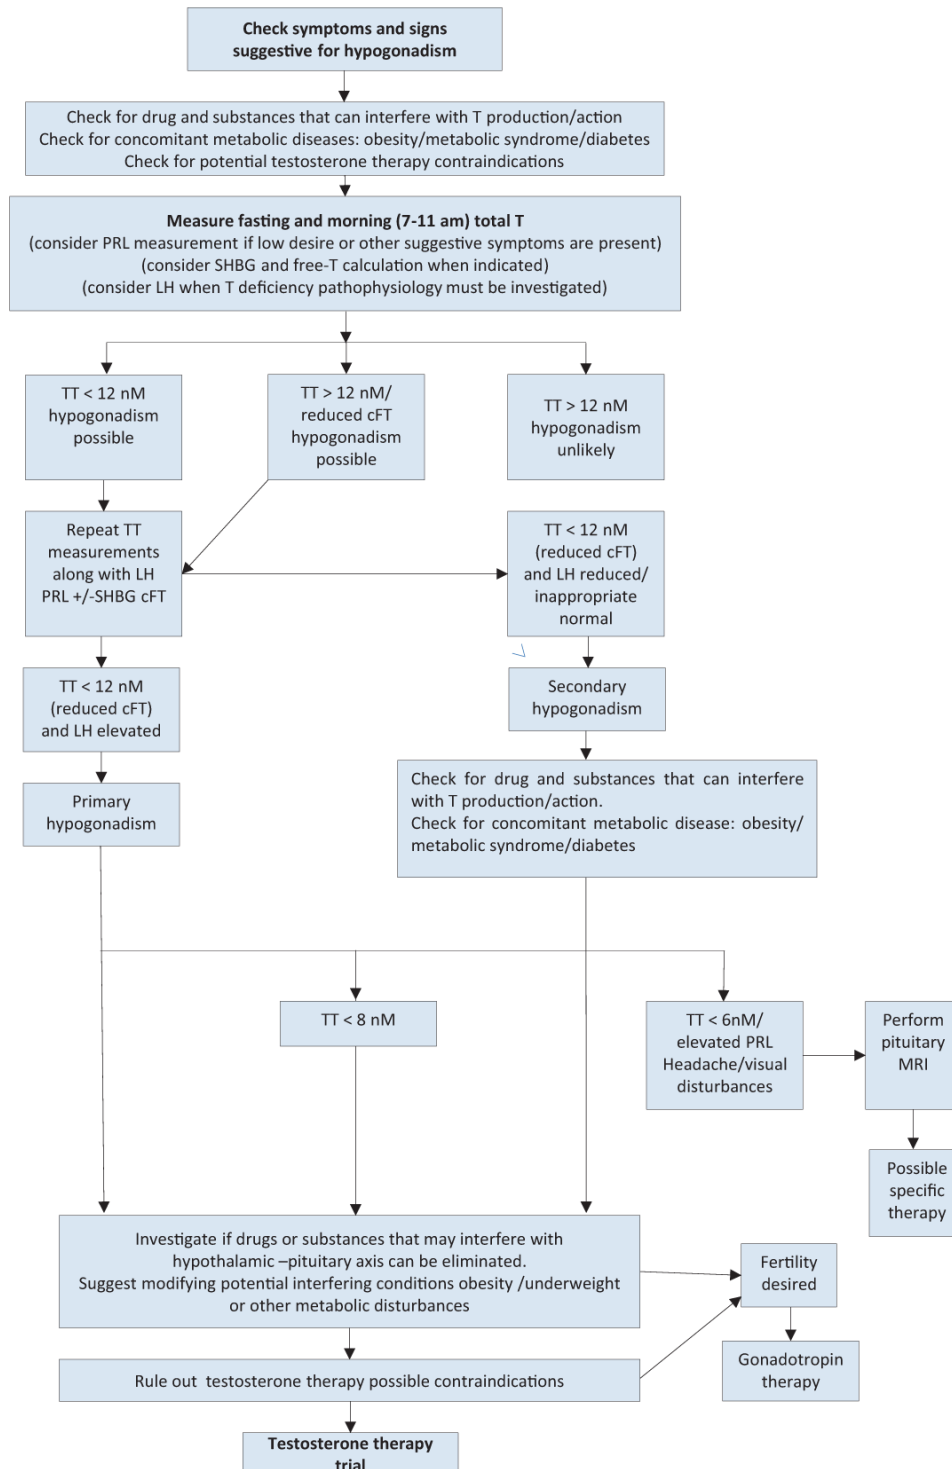 Check symptoms and signs
suggestive for hypogonadism
Check for drug and substances that can interfere with T production/action
Check for concomitant metabolic diseases: obesity/metabolic syndrome/diabetes
Check for potential testosterone therapy contraindications
Measure fasting and morning (7-11 am) total T
(consider PRL measurement if low desire or other suggestive symptoms are present)
(consider SHBG and free-T calculation when indicated)
(consider LH when T deficiency pathophysiology must be investigated)
TT < 12 nM
hypogonadism
possible
TT > 12 nM/
reduced cFT
hypogonadism
possible
TT > 12 nM
hypogonadism
unlikely
Repeat TT
measurements
along with LH
PRL +/-SHBG cFT
TT < 12 nM
(reduced cFT)
and LH reduced/
inappropriate
normal
TT < 12 nM
(reduced cFT)
and LH elevated
Secondary
hypogonadism
Primary
hypogonadism
Check for drug and substances that can interfere
with T production/action.
Check for concomitant metabolic disease: obesity/
metabolic syndrome/diabetes
TT < 8 nM
TT < 6nM/
elevated PRL
Headache/visual
disturbances
Perform
pituitary
MRI
Possible
specific
therapy
Investigate if drugs or substances that may interfere with
hypothalamic –pituitary axis can be eliminated.
Suggest modifying potential interfering conditions obesity /underweight
or other metabolic disturbances
Fertility
desired
Gonadotropin
therapy
Rule out testosterone therapy possible contraindications
Testosterone therapy
trial